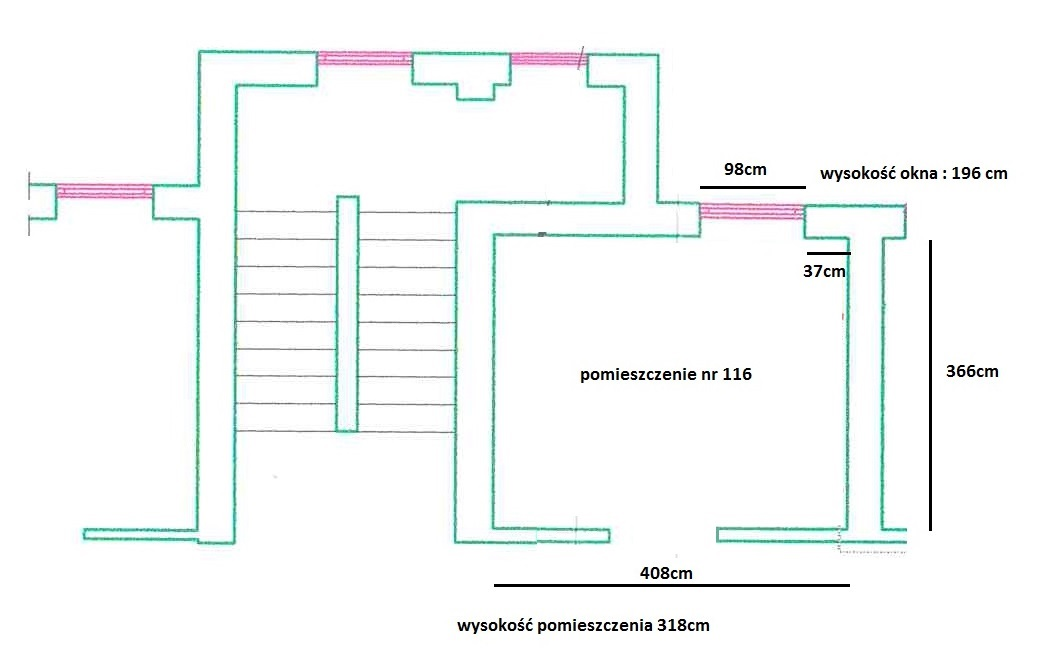 98cm
wysokość okna : 196 cm
37cm
pomieszczenie nr 116
366cm
408cm
wysokość pomieszczenia 318cm